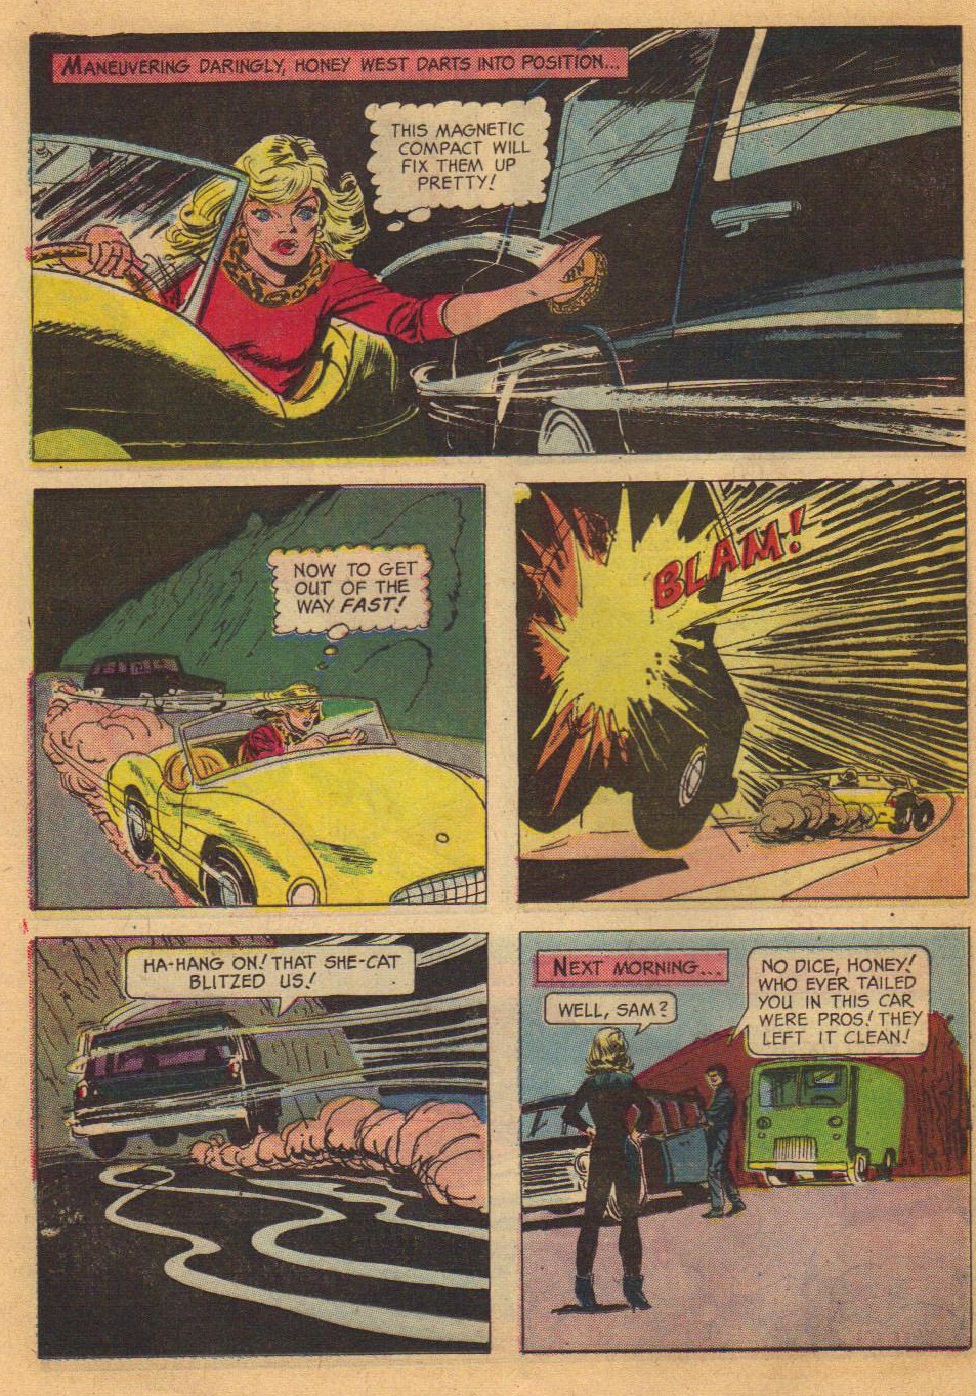 MANEUVERING DARINGLY, HONEY WEST DARTS INTO POSITION...
THIS MAGNETIC
COMPACT WILL
FIX THEM UP
PRETTY!
NOW TO GET
OUT OF THE
WAY FAST!
BLAM!
HA-HANG ON! THAT SHE-CAT
BLITZED US!
NEXT MORNING...
WELL, SAM?
NO DICE, HONEY!
WHO EVER TAILED
YOU IN THIS CAR
WERE PROS! THEY
LEFT IT CLEAN!